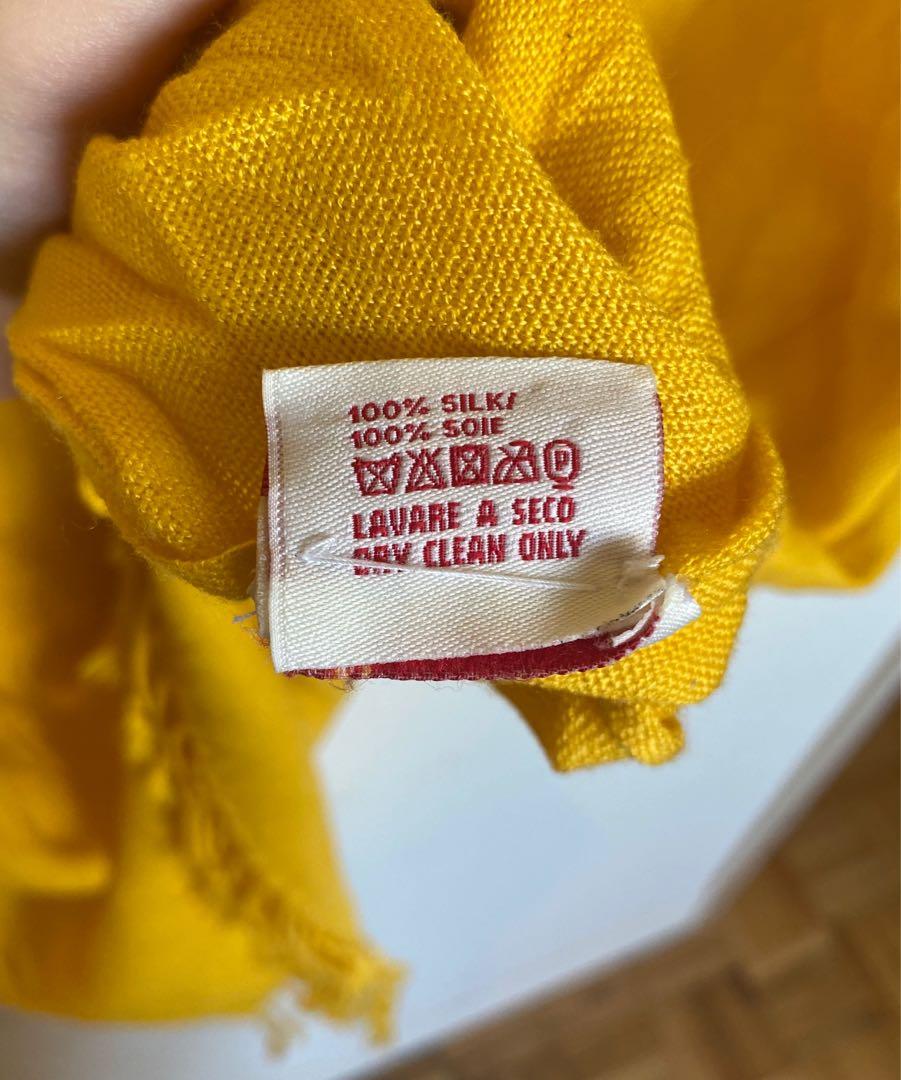 100% SILK/
100% SOIE
P
LAVARE A SECO
DRY CLEAN ONLY